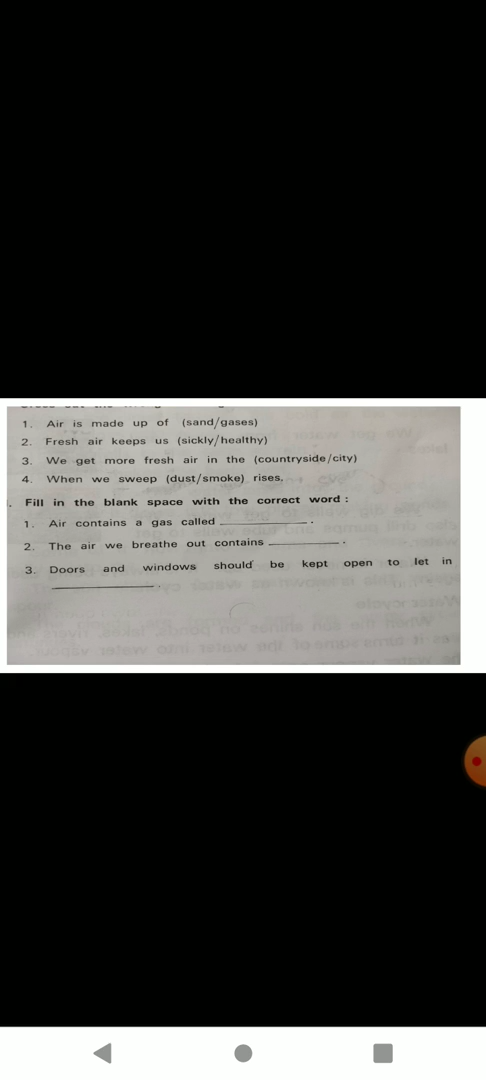 1. Air is made up of (sand/gases)
2. Fresh air keeps us (sickly/healthy)
3. We get more fresh air in the (countryside/city)
4. When we sweep (dust/smoke) rises.
Fill in the blank space with the correct word :
1. Air contains a gas called ____________ .
2. The air we breathe out contains __________ .
3. Doors and windows should be kept open to let in
______________ .